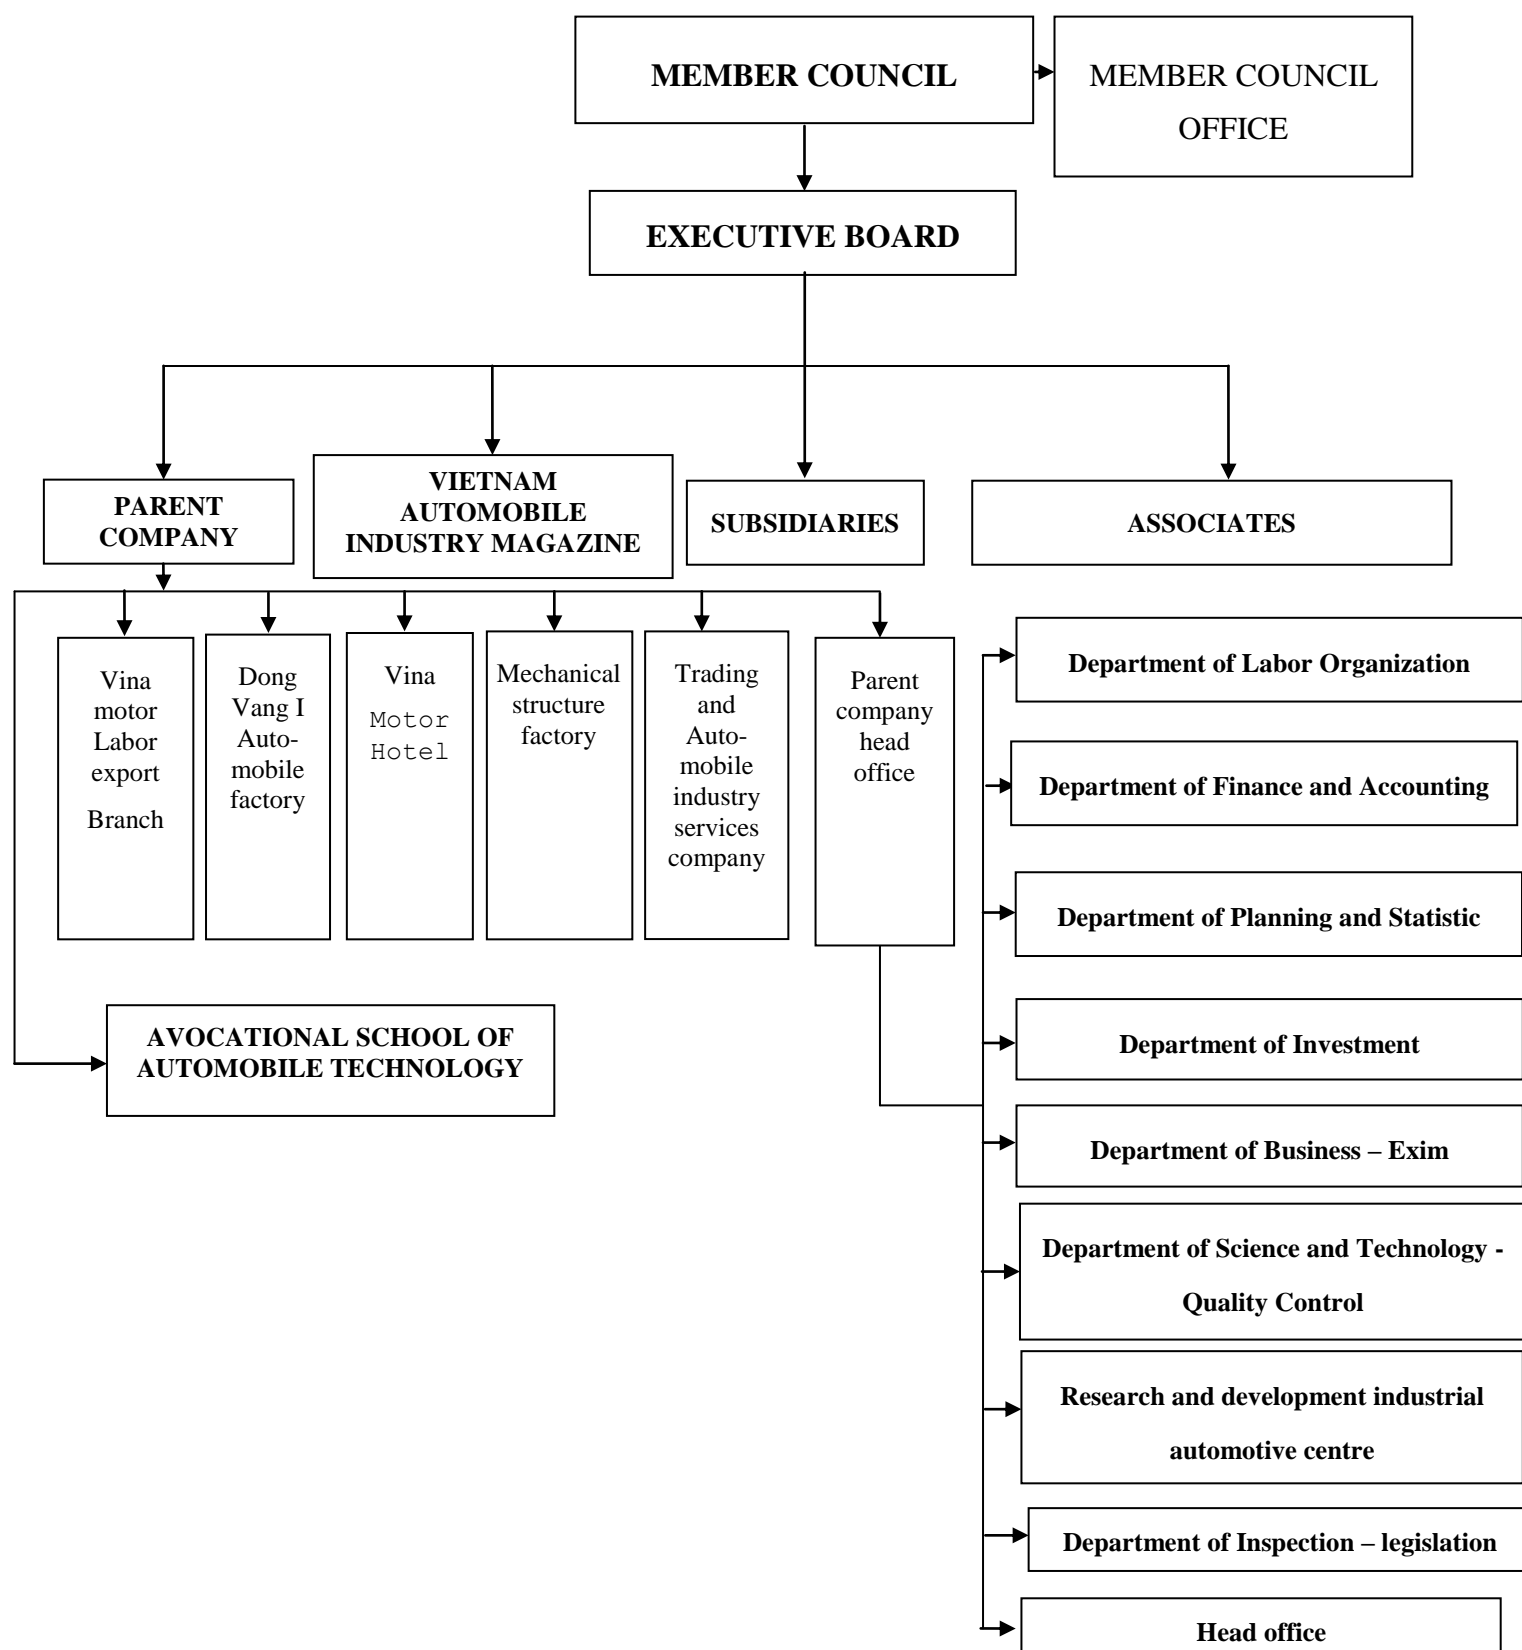 MEMBER COUNCIL
MEMBER COUNCIL
OFFICE
EXECUTIVE BOARD
PARENT
COMPANY
VIETNAM
AUTOMOBILE
INDUSTRY MAGAZINE
SUBSIDIARIES
ASSOCIATES
Vina
motor
Labor
export
Branch
Dong
Vang I
Auto-
mobile
factory
Vina
Motor
Hotel
Mechanical
structure
factory
Trading
and
Auto-
mobile
industry
services
company
Parent
company
head
office
AVOCATIONAL SCHOOL OF
AUTOMOBILE TECHNOLOGY
Department of Labor Organization
Department of Finance and Accounting
Department of Planning and Statistic
Department of Investment
Department of Business – Exim
Department of Science and Technology -
Quality Control
Research and development industrial
automotive centre
Department of Inspection – legislation
Head office